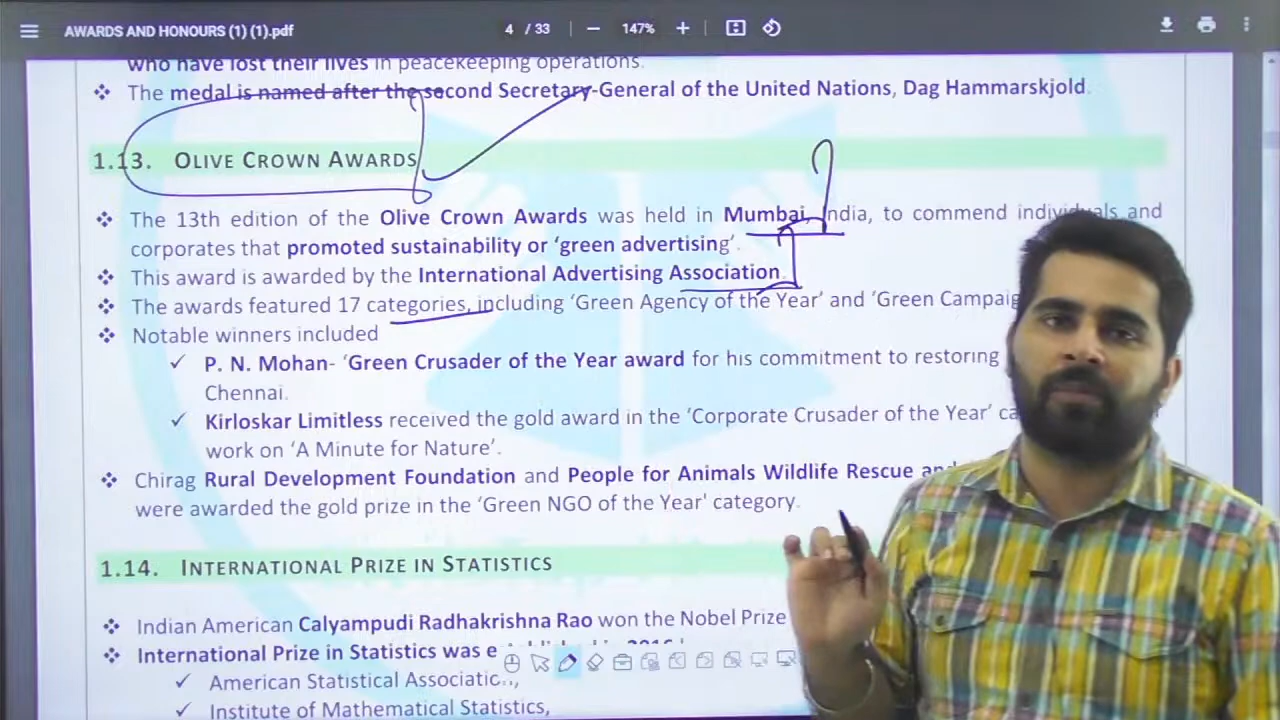 AWARDS AND HONOURS (1) (1).pdf
4 / 33
147%
who have lost their lives in peacekeeping operations.
❖ The medal is named after the second Secretary-General of the United Nations, Dag Hammarskjold.
1.13. OLIVE CROWN AWARDS
❖ The 13th edition of the Olive Crown Awards was held in Mumbai, India, to commend individuals and
corporates that promoted sustainability or ‘green advertising’.
❖ This award is awarded by the International Advertising Association.
❖ The awards featured 17 categories, including ‘Green Agency of the Year’ and ‘Green Campaig
❖ Notable winners included
✓ P. N. Mohan- ‘Green Crusader of the Year award for his commitment to restoring
Chennai.
✓ Kirloskar Limitless received the gold award in the ‘Corporate Crusader of the Year’ ca
work on ‘A Minute for Nature’.
❖ Chirag Rural Development Foundation and People for Animals Wildlife Rescue and
were awarded the gold prize in the ‘Green NGO of the Year' category.
1.14. INTERNATIONAL PRIZE IN STATISTICS
❖ Indian American Calyampudi Radhakrishna Rao won the Nobel Prize
❖ International Prize in Statistics was e 2016
✓ American Statistical Associatic
✓ Institute of Mathematical Statistics,